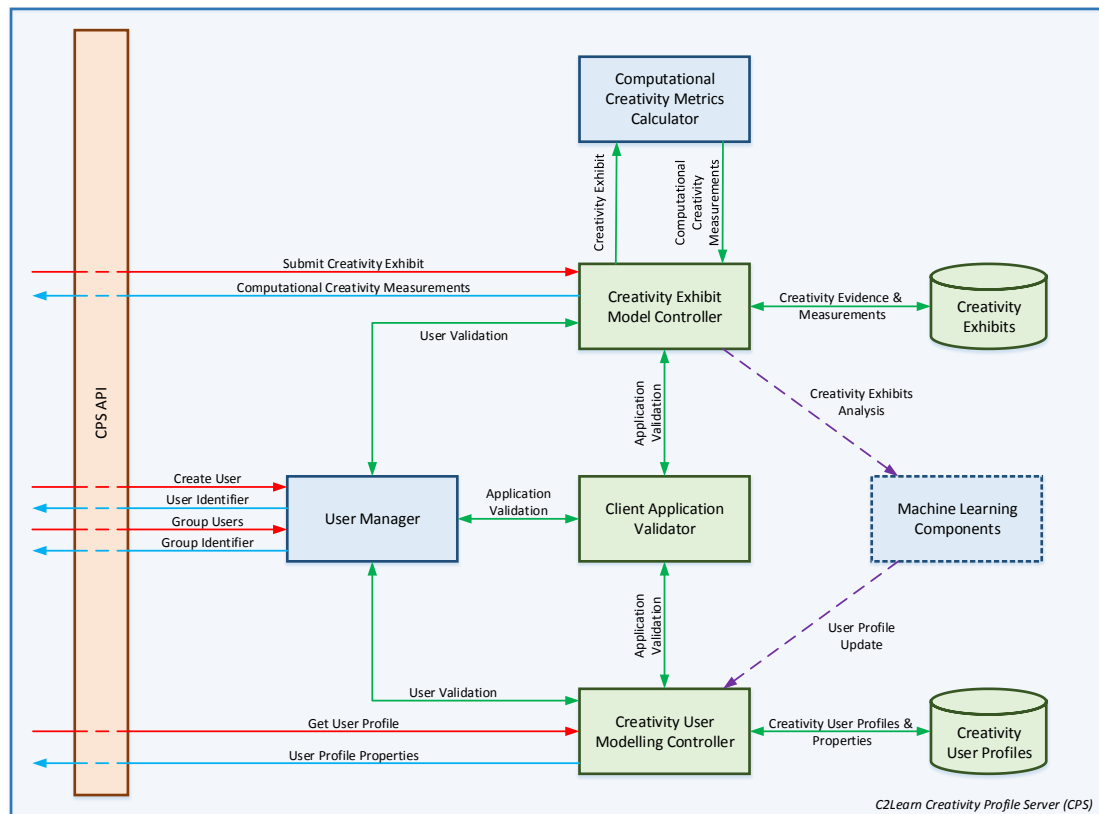 Computational
Creativity Metrics
Calculator
Creativity Exhibit
Computational
Creativity
Measurements
Submit Creativity Exhibit
Computational Creativity Measurements
Creativity Exhibit
Model Controller
Creativity Evidence &
Measurements
Creativity
Exhibits
User Validation
Application
Validation
Creativity Exhibits
Analysis
CPS API
Create User
User Identifier
Group Users
Group Identifier
User Manager
Application
Validation
Client Application
Validator
Machine Learning
Components
Application
Validation
User Profile
Update
User Validation
Get User Profile
User Profile Properties
Creativity User
Modelling Controller
Creativity User Profiles &
Properties
Creativity
User Profiles
C2Learn Creativity Profile Server (CPS)